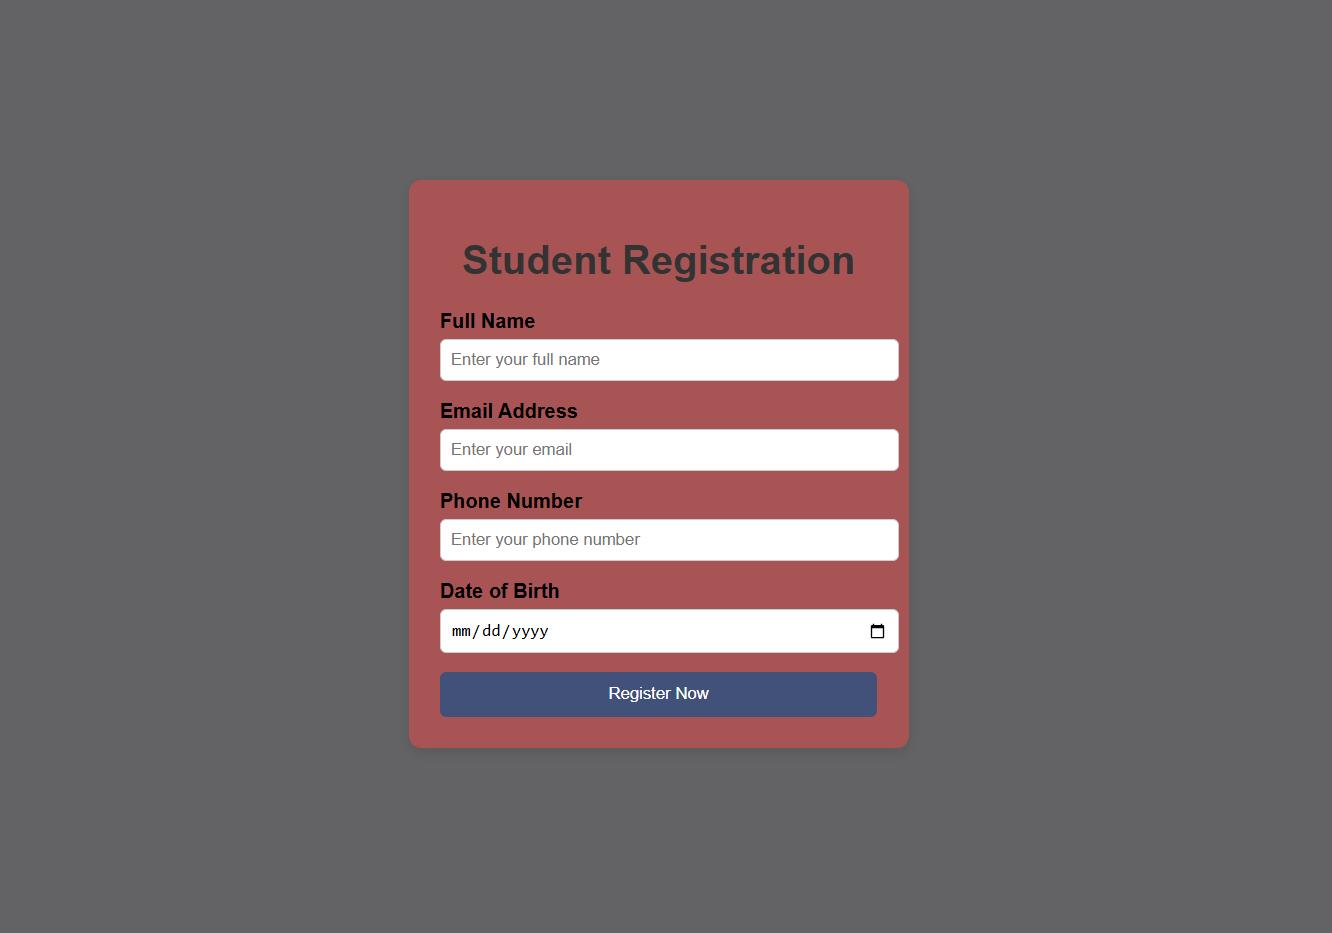 Student Registration
Full Name
Enter your full name
Email Address
Enter your email
Phone Number
Enter your phone number
Date of Birth
mm/dd/yyyy
Register Now